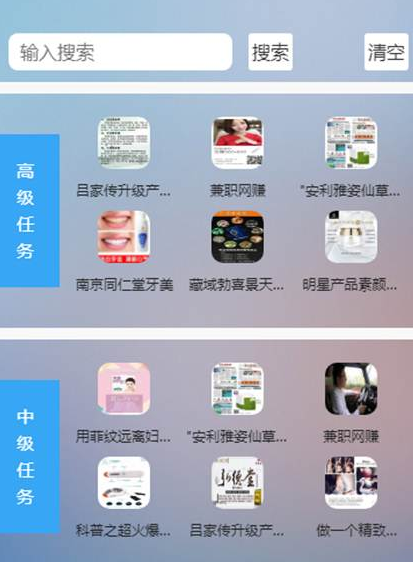 输入搜索 搜索 清空
高级任务
吕家传升级产... 兼职网赚 "安利雅姿仙草...
南京同仁堂牙美 藏域勃喜景天... 明星产品素颜...
中级任务
用菲纹远离妇... "安利雅姿仙草... 兼职网赚
科普之超火爆... 吕家传升级产... 做一个精致...